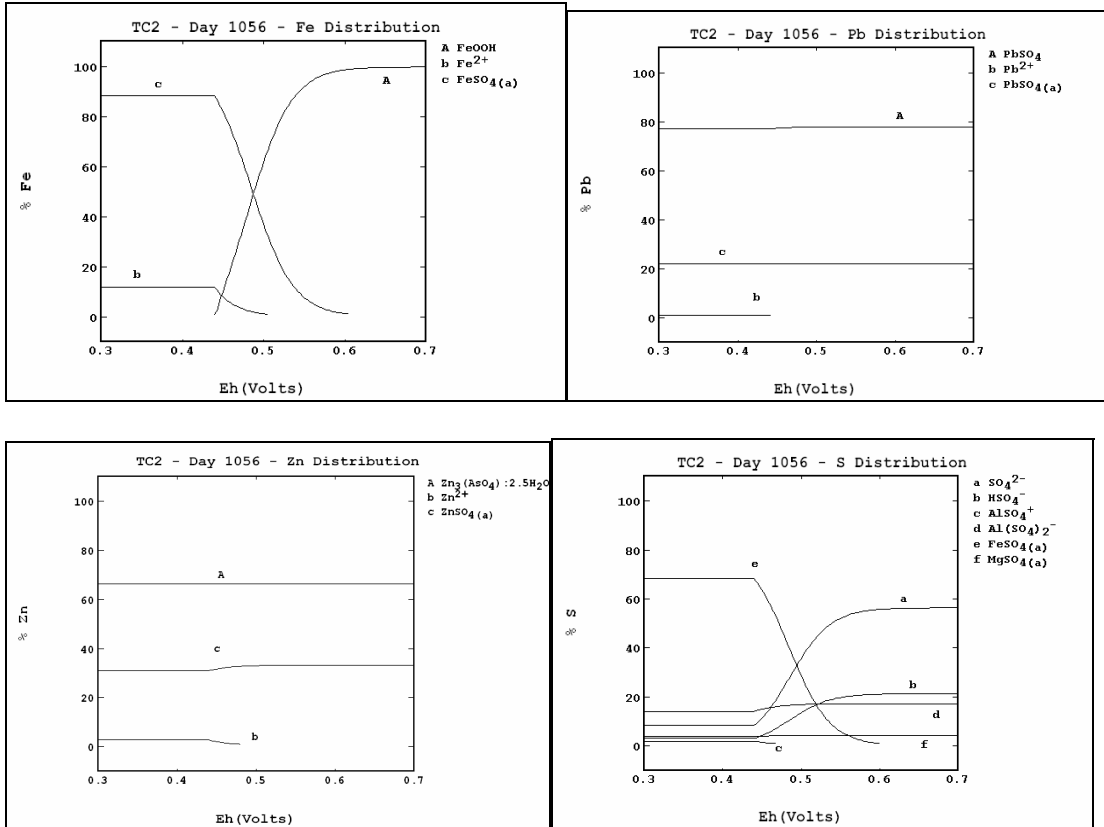 TC2 - Day 1056 - Fe Distribution
A FeOOH
b Fe²⁺
c FeSO₄(a)
100
80
60
40
20
0
% Fe
c
A
b
0.3 0.4 0.5 0.6 0.7
Eh(Volts)
TC2 - Day 1056 - Pb Distribution
A PbSO₄
b Pb²⁺
c PbSO₄(a)
100
80
60
40
20
0
% Pb
A
c
b
0.3 0.4 0.5 0.6 0.7
Eh(Volts)
TC2 - Day 1056 - Zn Distribution
A Zn₃(AsO₄):2.5H₂O
b Zn²⁺
c ZnSO₄(a)
100
80
60
40
20
0
% Zn
A
c
b
0.3 0.4 0.5 0.6 0.7
Eh(Volts)
TC2 - Day 1056 - S Distribution
a SO₄²⁻
b HSO₄⁻
c AlSO₄⁺
d Al(SO₄)₂⁻
e FeSO₄(a)
f MgSO₄(a)
100
80
60
40
20
0
% S
e
a
b
d
c
f
0.3 0.4 0.5 0.6 0.7
Eh(Volts)